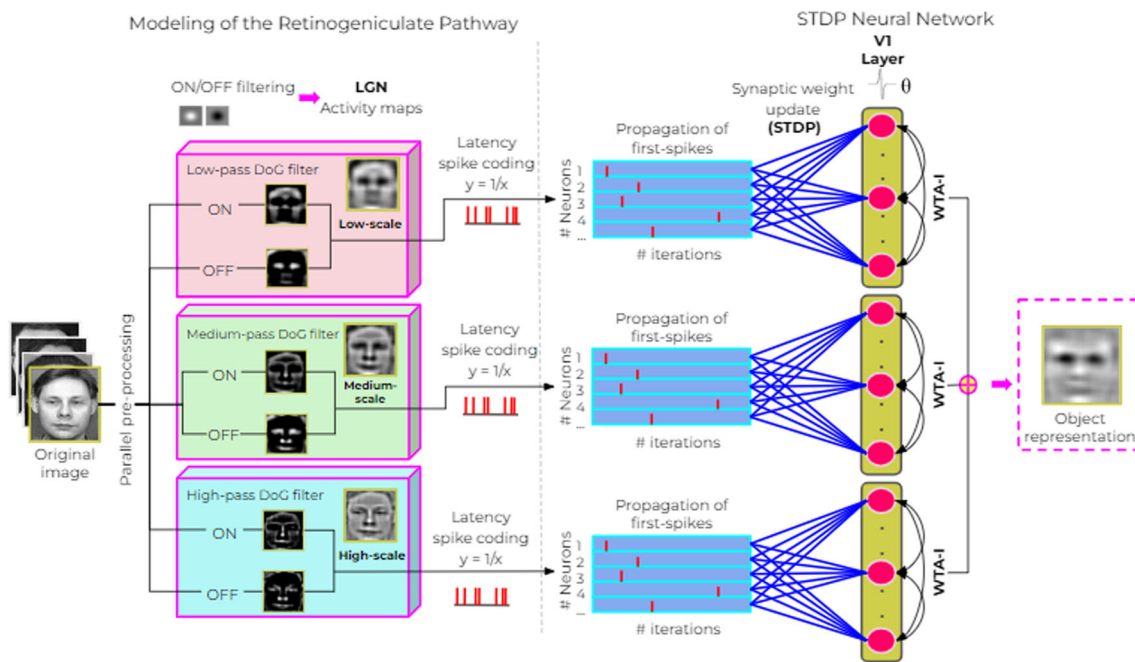 Modeling of the Retinogeniculate Pathway
STDP Neural Network
ON/OFF filtering
LGN
Activity maps
V1
Layer
θ
Synaptic weight
update
(STDP)
Original
image
Parallel pre-processing
Low-pass DoG filter
ON
OFF
Low-scale
Latency
spike coding
y = 1/x
Propagation of
first-spikes
# Neurons
1
2
3
4
...
# iterations
WTA-I
Medium-pass DoG filter
ON
OFF
Medium-
scale
Latency
spike coding
y = 1/x
Propagation of
first-spikes
# Neurons
1
2
3
4
...
# iterations
WTA-I
High-pass DoG filter
ON
OFF
High-scale
Latency
spike coding
y = 1/x
Propagation of
first-spikes
# Neurons
1
2
3
4
...
# iterations
WTA-I
Object
representation